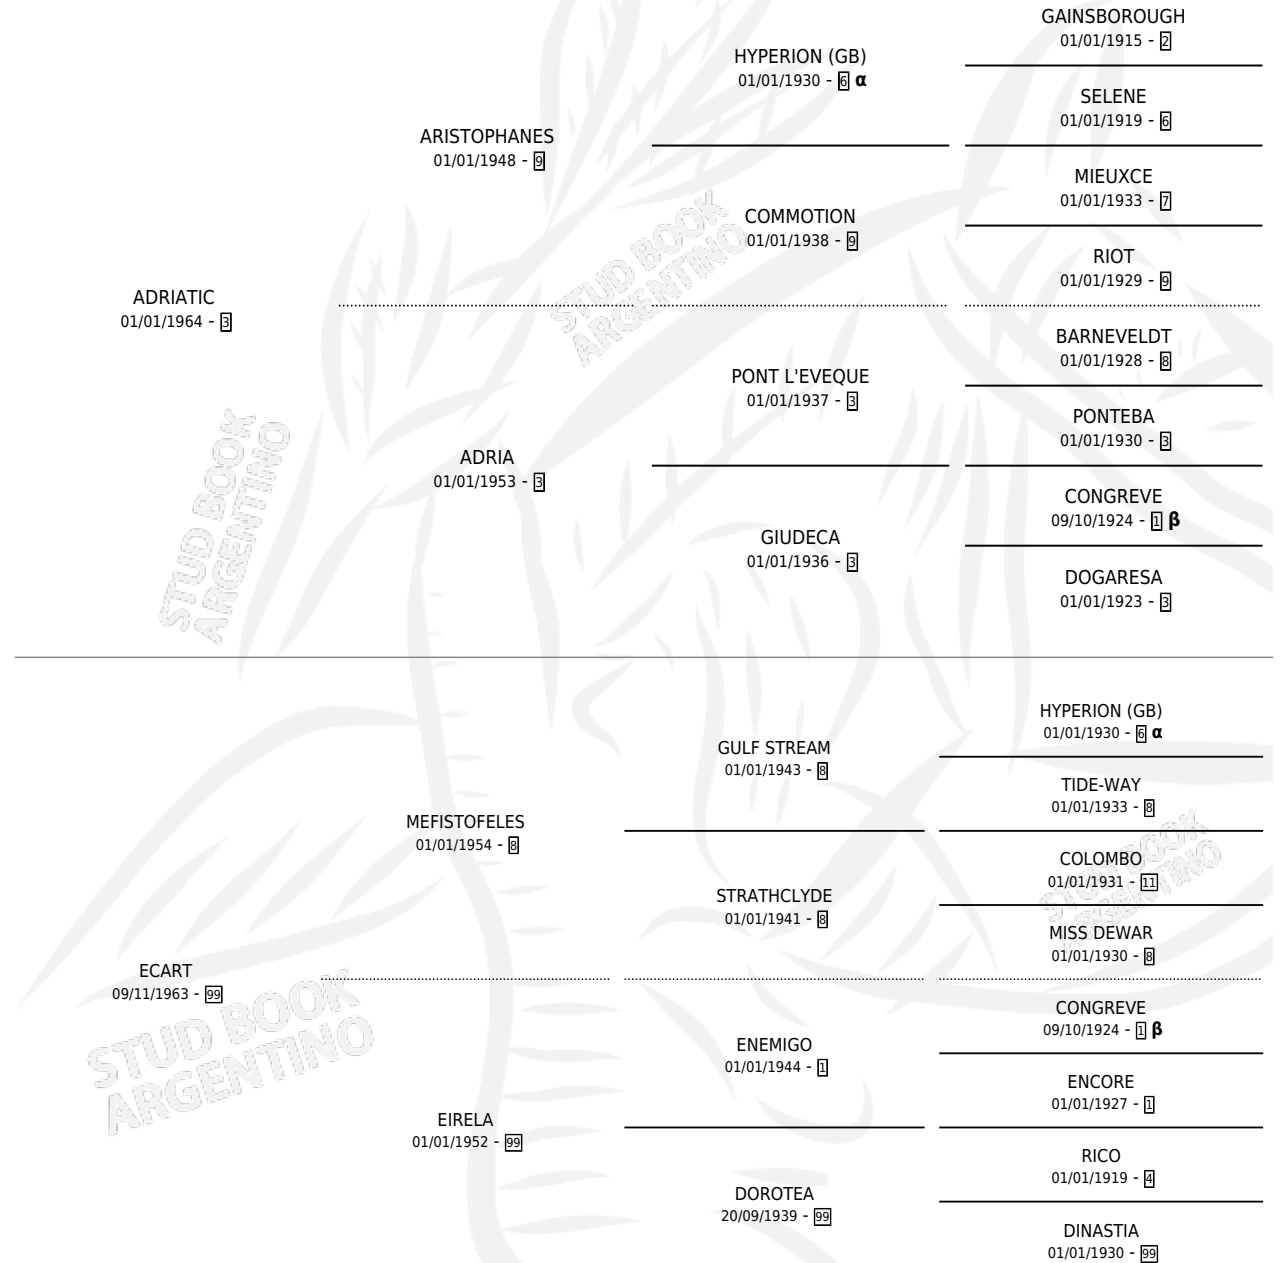 GAINSBOROUGH
01/01/1915 - 2
HYPERION (GB)
01/01/1930 - 6 α
SELENE
01/01/1919 - 6
ARISTOPHANES
01/01/1948 - 9
MIEUXCE
01/01/1933 - 7
COMMOTION
01/01/1938 - 9
RIOT
01/01/1929 - 9
STUD BOOK
ARGENTINO
ADRIATIC
01/01/1964 - 3
BARNEVELDT
01/01/1928 - 8
PONT L'EVEQUE
01/01/1937 - 3
PONTEBA
01/01/1930 - 3
ADRIA
01/01/1953 - 3
CONGREVE
09/10/1924 - 1 β
GIUDECA
01/01/1936 - 3
DOGARESA
01/01/1923 - 3
STUD BOOK
ARGENTINO
HYPERION (GB)
01/01/1930 - 6 α
GULF STREAM
01/01/1943 - 8
TIDE-WAY
01/01/1933 - 8
MEFISTOFELES
01/01/1954 - 8
COLOMBO
01/01/1931 - 11
STRATHCLYDE
01/01/1941 - 8
MISS DEWAR
01/01/1930 - 8
STUD BOOK
ARGENTINO
ECART
09/11/1963 - 99
CONGREVE
09/10/1924 - 1 β
ENEMIGO
01/01/1944 - 1
ENCORE
01/01/1927 - 1
STUD BOOK
ARGENTINO
EIRELA
01/01/1952 - 99
RICO
01/01/1919 - 4
DOROTEA
20/09/1939 - 99
DINASTIA
01/01/1930 - 99